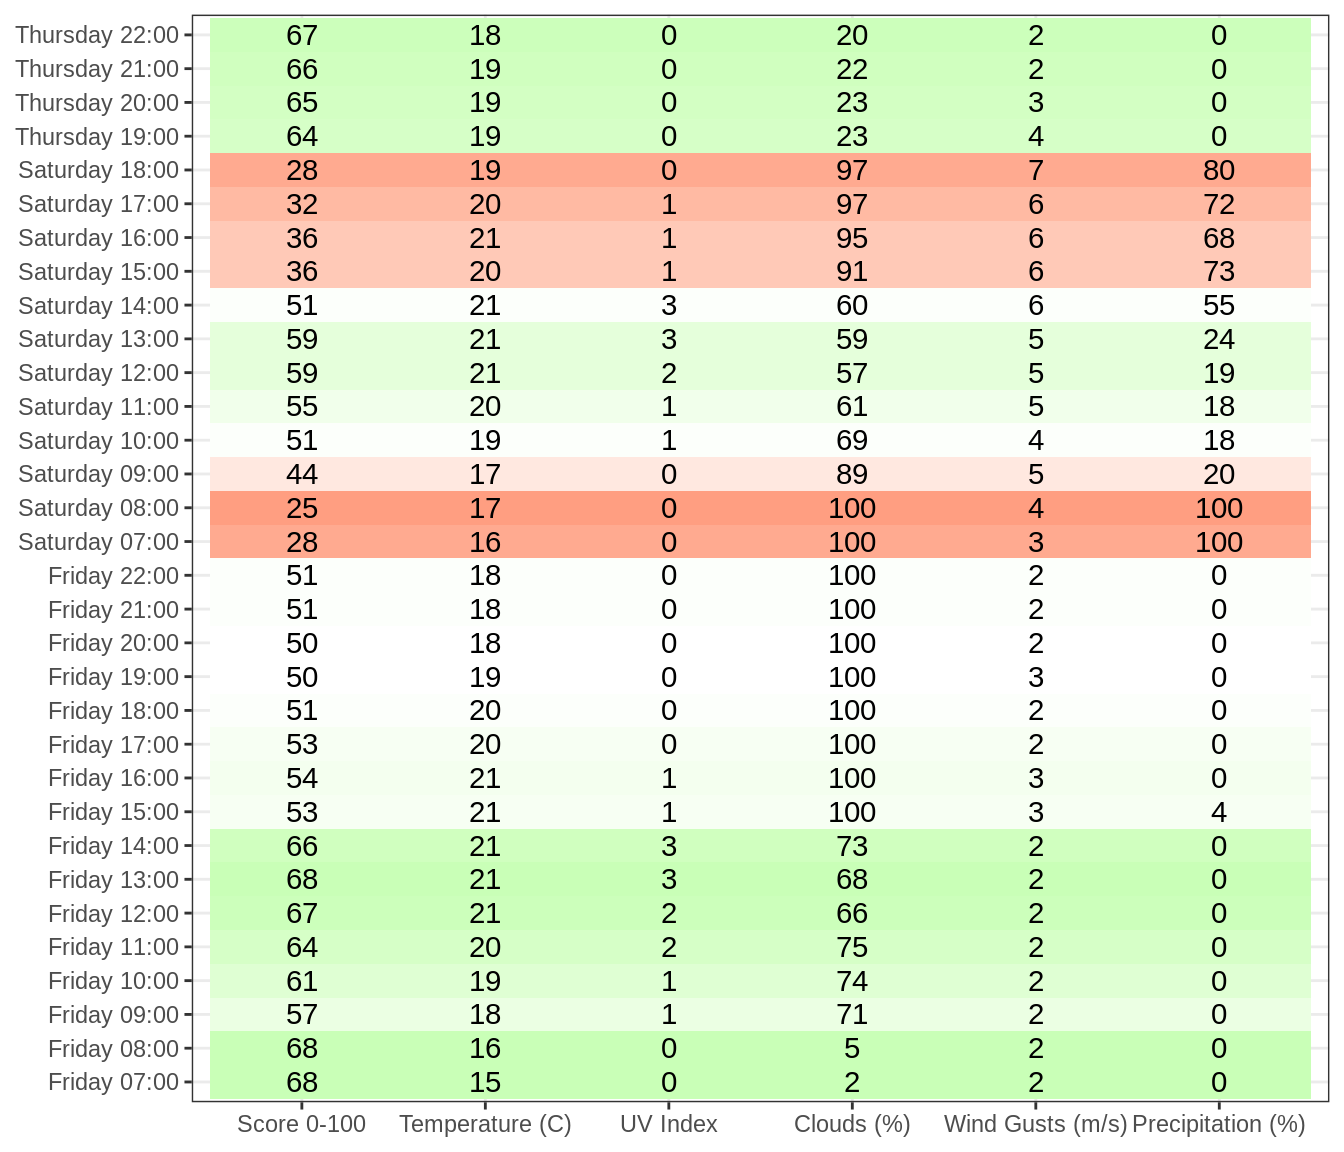 Thursday 22:00 67 18 0 20 2 0
Thursday 21:00 66 19 0 22 2 0
Thursday 20:00 65 19 0 23 3 0
Thursday 19:00 64 19 0 23 4 0
Saturday 18:00 28 19 0 97 7 80
Saturday 17:00 32 20 1 97 6 72
Saturday 16:00 36 21 1 95 6 68
Saturday 15:00 36 20 1 91 6 73
Saturday 14:00 51 21 3 60 6 55
Saturday 13:00 59 21 3 59 5 24
Saturday 12:00 59 21 2 57 5 19
Saturday 11:00 55 20 1 61 5 18
Saturday 10:00 51 19 1 69 4 18
Saturday 09:00 44 17 0 89 5 20
Saturday 08:00 25 17 0 100 4 100
Saturday 07:00 28 16 0 100 3 100
Friday 22:00 51 18 0 100 2 0
Friday 21:00 51 18 0 100 2 0
Friday 20:00 50 18 0 100 2 0
Friday 19:00 50 19 0 100 3 0
Friday 18:00 51 20 0 100 2 0
Friday 17:00 53 20 0 100 2 0
Friday 16:00 54 21 1 100 3 0
Friday 15:00 53 21 1 100 3 4
Friday 14:00 66 21 3 73 2 0
Friday 13:00 68 21 3 68 2 0
Friday 12:00 67 21 2 66 2 0
Friday 11:00 64 20 2 75 2 0
Friday 10:00 61 19 1 74 2 0
Friday 09:00 57 18 1 71 2 0
Friday 08:00 68 16 0 5 2 0
Friday 07:00 68 15 0 2 2 0
Score 0-100 Temperature (C) UV Index Clouds (%) Wind Gusts (m/s) Precipitation (%)